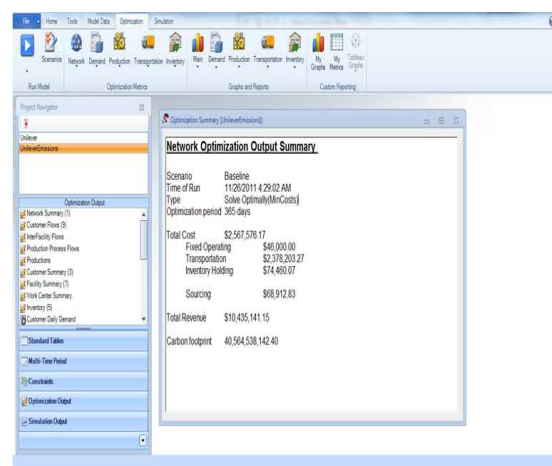 File Home Tools Model Data Optimization Simulation
Scenarios Network Demand Production Transportation Inventory Main Demand Production Transportation Inventory My Graphs My Metrics Tableau Graphs
Run Model Optimization Metrics Graphs and Reports Custom Reporting
Project Navigator
Unilever
UnileverEmissions
Optimization Output
Network Summary (1)
Customer Flows (9)
InterFacility Flows
Production Process Flows
Productions
Customer Summary (3)
Facility Summary (7)
Work Center Summary
Inventory (5)
Customer Daily Demand
Standard Tables
Multi-Time Period
Constraints
Optimization Output
Simulation Output
Optimization Summary [UnileverEmissions]
Network Optimization Output Summary
Scenario Baseline
Time of Run 11/26/2011 4:29:02 AM
Type Solve Optimally(MinCosts)
Optimization period 365 days
Total Cost $2,567,576.17
Fixed Operating $46,000.00
Transportation $2,378,203.27
Inventory Holding $74,460.07
Sourcing $68,912.83
Total Revenue $10,435,141.15
Carbon footprint 40,564,538,142.40